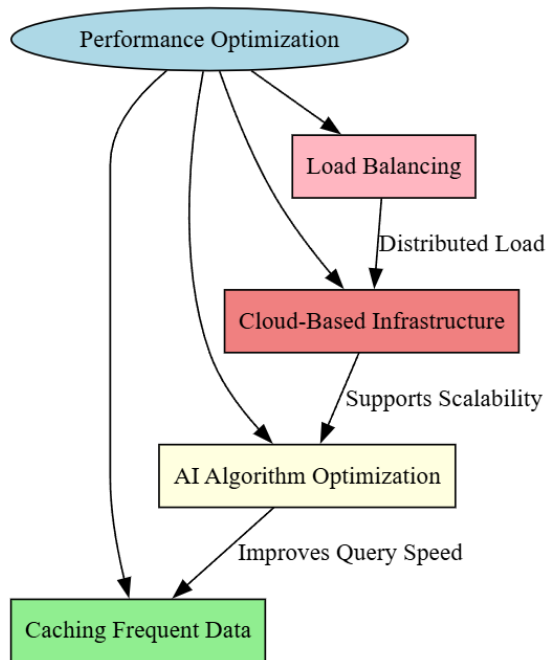 Performance Optimization
Load Balancing
Distributed Load
Cloud-Based Infrastructure
Supports Scalability
AI Algorithm Optimization
Improves Query Speed
Caching Frequent Data